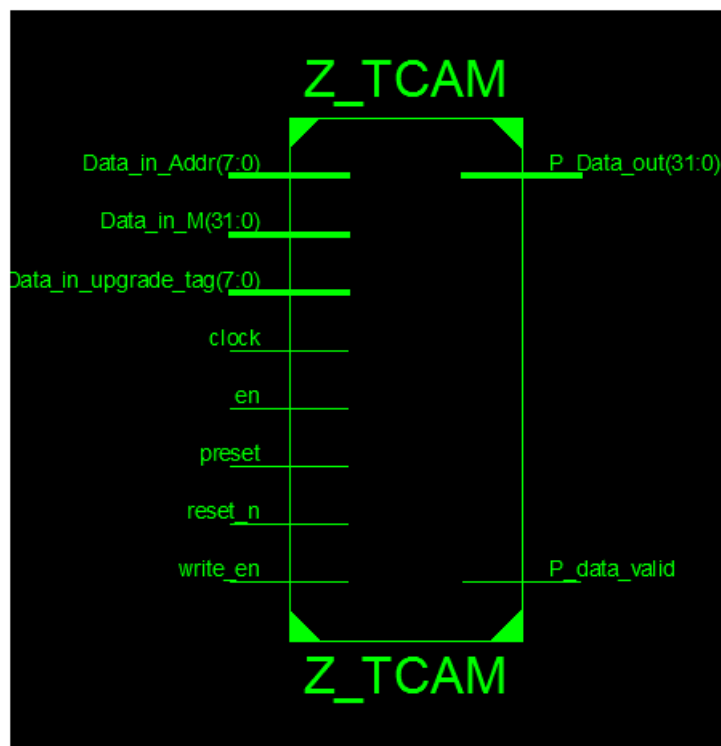 Z_TCAM
Data_in_Addr(7:0)
P_Data_out(31:0)
Data_in_M(31:0)
Data_in_upgrade_tag(7:0)
clock
en
preset
reset_n
write_en
P_data_valid
Z_TCAM